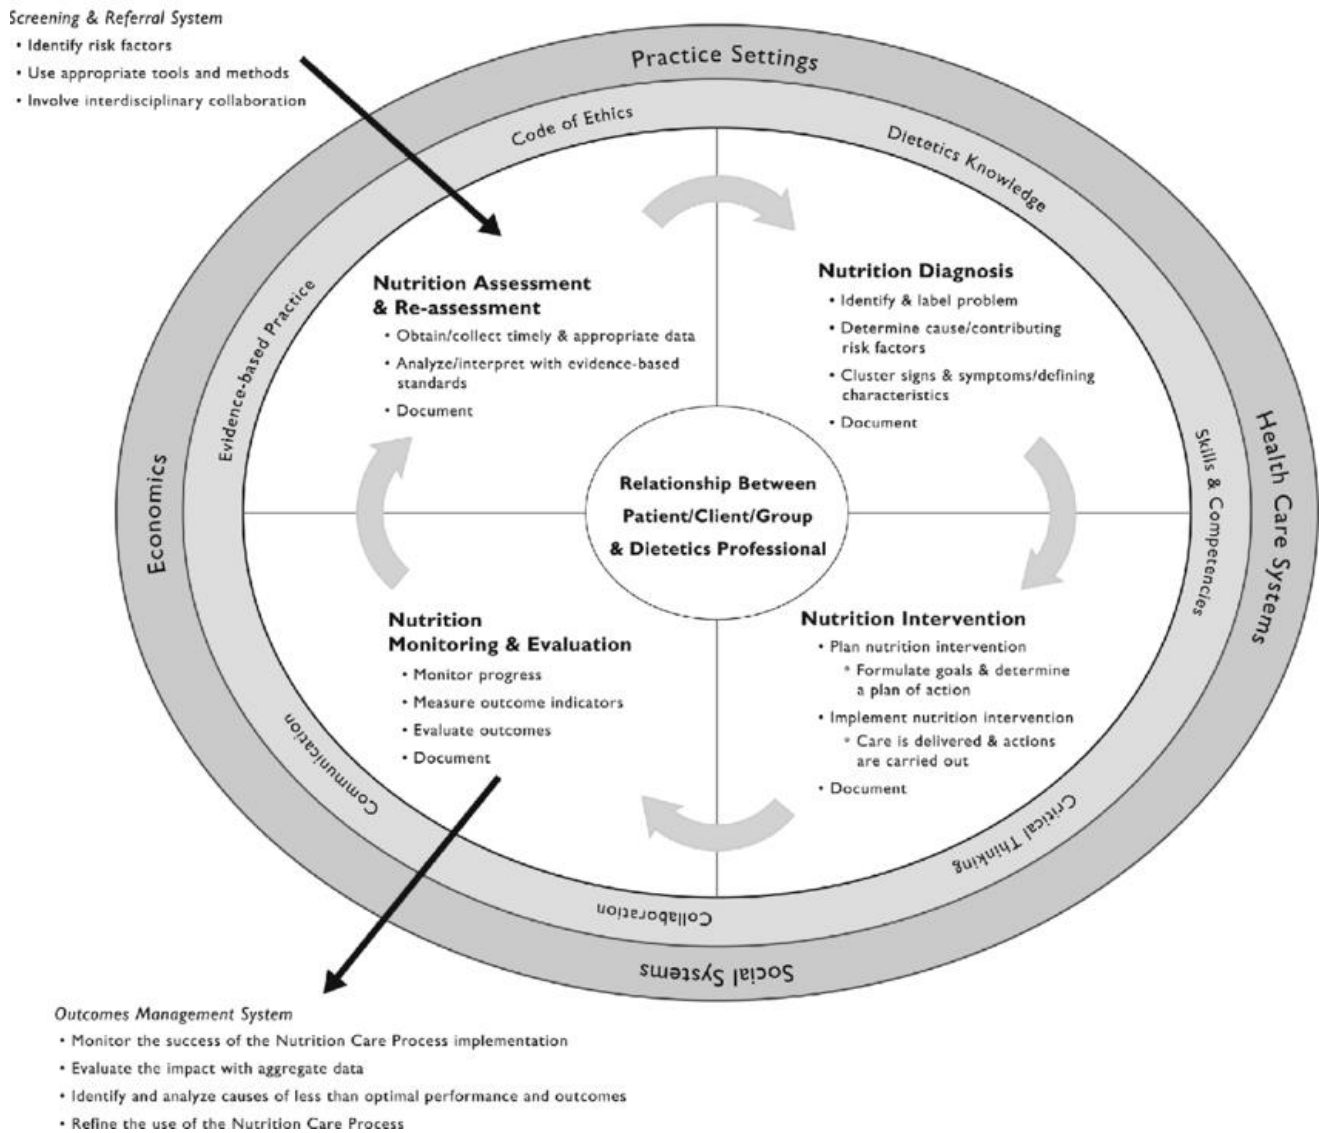 Screening & Referral System
• Identify risk factors
• Use appropriate tools and methods
• Involve interdisciplinary collaboration
Practice Settings
Code of Ethics
Dietetics Knowledge
Evidence-based Practice
Economics
Skills & Competencies
Health Care Systems
Nutrition Assessment
& Re-assessment
• Obtain/collect timely & appropriate data
• Analyze/interpret with evidence-based
standards
• Document
Nutrition Diagnosis
• Identify & label problem
• Determine cause/contributing
risk factors
• Cluster signs & symptoms/defining
characteristics
• Document
Relationship Between
Patient/Client/Group
& Dietetics Professional
Nutrition
Monitoring & Evaluation
• Monitor progress
• Measure outcome indicators
• Evaluate outcomes
• Document
Nutrition Intervention
• Plan nutrition intervention
° Formulate goals & determine
a plan of action
• Implement nutrition intervention
° Care is delivered & actions
are carried out
• Document
Communication
Critical Thinking
Collaboration
Social Systems
Outcomes Management System
• Monitor the success of the Nutrition Care Process implementation
• Evaluate the impact with aggregate data
• Identify and analyze causes of less than optimal performance and outcomes
• Refine the use of the Nutrition Care Process